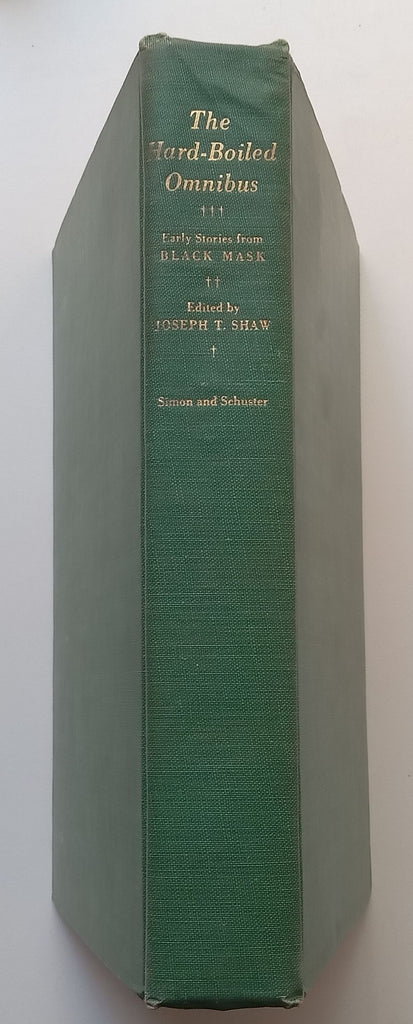 The
Hard-Boiled
Omnibus
†††
Early Stories from
BLACK MASK
††
Edited by
JOSEPH T. SHAW
†
Simon and Schuster